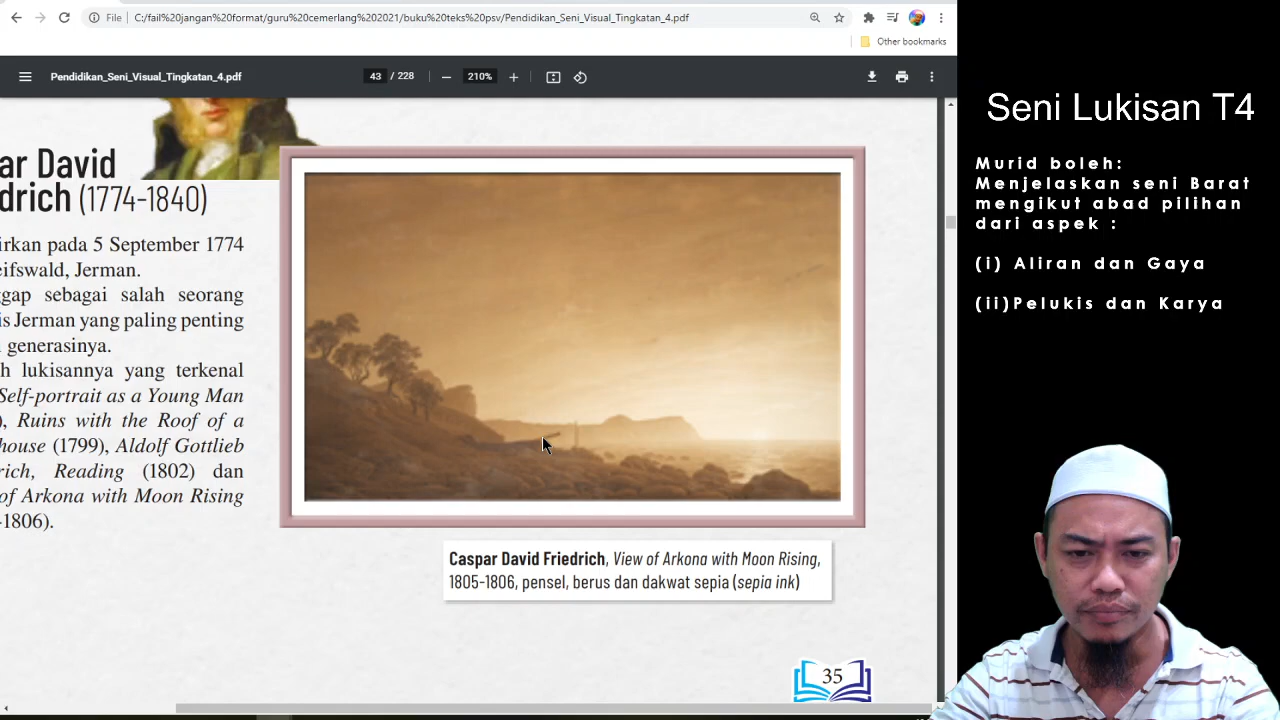 C:/fail%20jangan%20format/guru%20cemerlang%202021/buku%20teks%20psv/Pendidikan_Seni_Visual_Tingkatan_4.pdf
File
Other bookmarks
Pendidikan_Seni_Visual_Tingkatan_4.pdf
43 / 228
210%
ar David
drich (1774-1840)
irkan pada 5 September 1774
eifswald, Jerman.
ggap sebagai salah seorang
is Jerman yang paling penting
generasinya.
h lukisannya yang terkenal
Self-portrait as a Young Man
), Ruins with the Roof of a
house (1799), Aldolf Gottlieb
rich, Reading (1802) dan
of Arkona with Moon Rising
-1806).
Caspar David Friedrich, View of Arkona with Moon Rising,
1805-1806, pensel, berus dan dakwat sepia (sepia ink)
35
Seni Lukisan T4
Murid boleh:
Menjelaskan seni Barat
mengikut abad pilihan
dari aspek :
(i) Aliran dan Gaya
(ii)Pelukis dan Karya